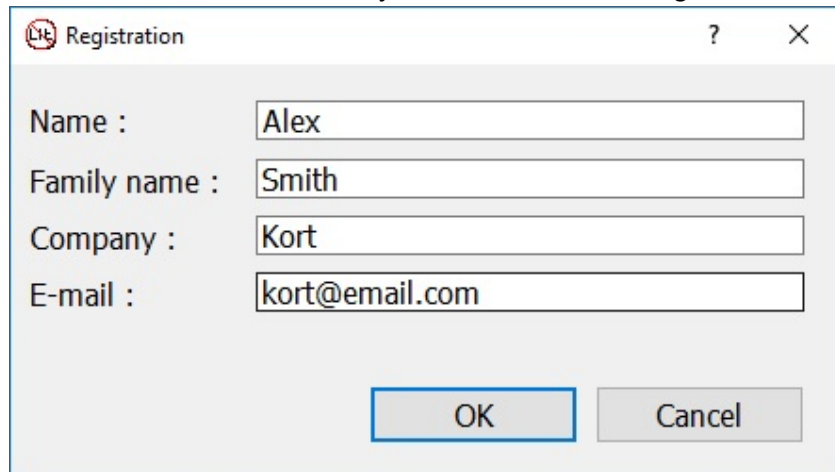 Registration ?
Name : Alex
Family name : Smith
Company : Kort
E-mail : kort@email.com
OK Cancel